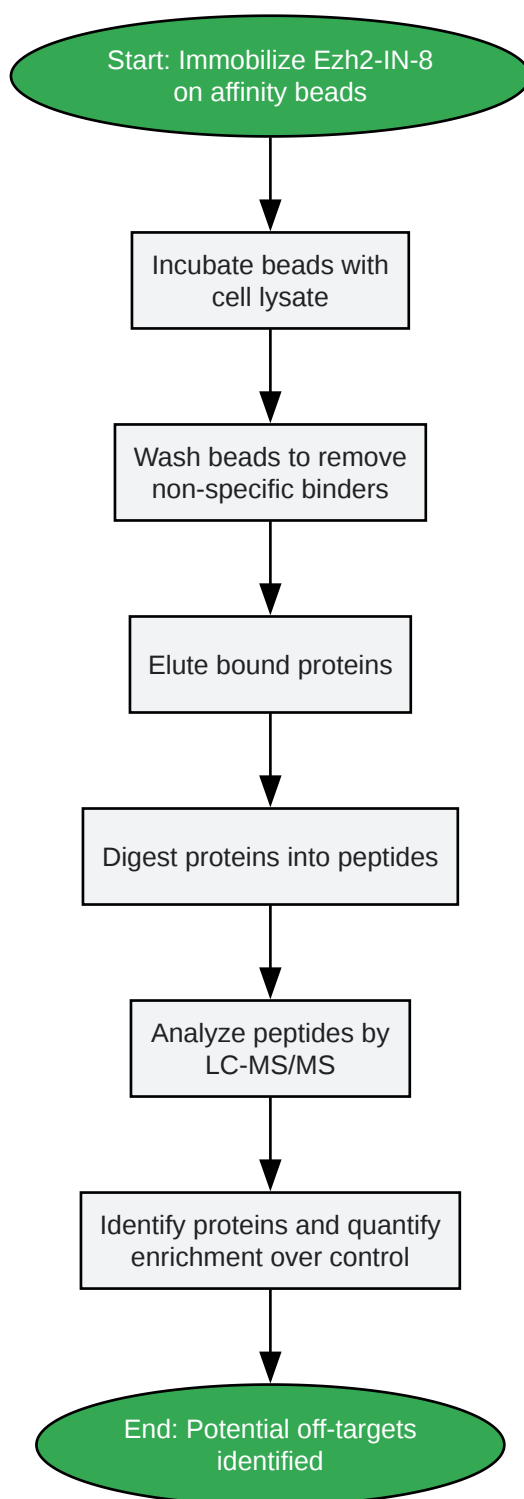 Start: Immobilize Ezh2-IN-8
on affinity beads
Incubate beads with
cell lysate
Wash beads to remove
non-specific binders
Elute bound proteins
Digest proteins into peptides
Analyze peptides by
LC-MS/MS
Identify proteins and quantify
enrichment over control
End: Potential off-targets
identified